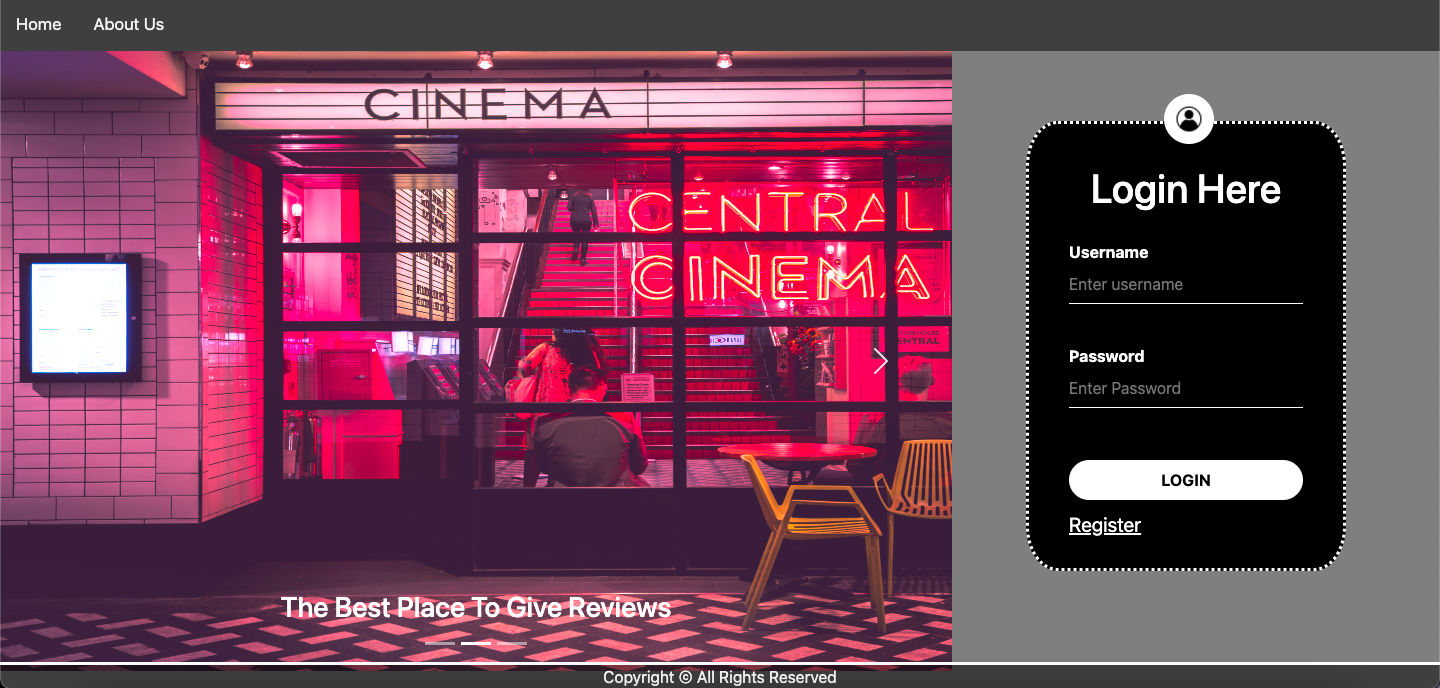 Home About Us
CINEMA
CENTRAL
CINEMA
Login Here
Username
Enter username
Password
Enter Password
LOGIN
Register
The Best Place To Give Reviews
Copyright © All Rights Reserved